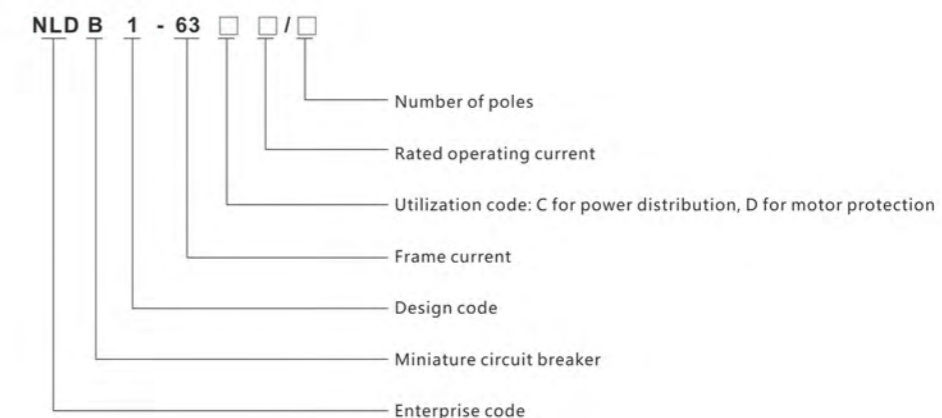 NLD B 1 - 63 □ □ / □
Number of poles
Rated operating current
Utilization code: C for power distribution, D for motor protection
Frame current
Design code
Miniature circuit breaker
Enterprise code